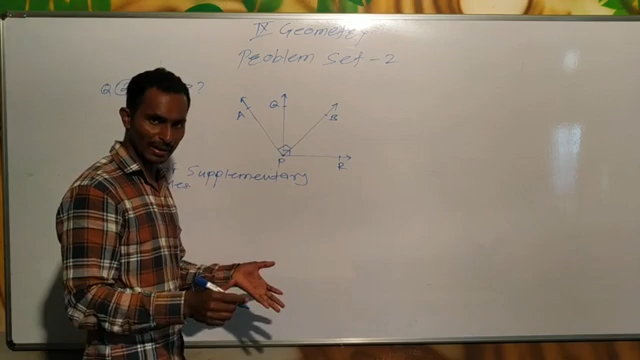 IX Geometry
Problem Set - 2
Q ?
A Q B
P R
Supplementary